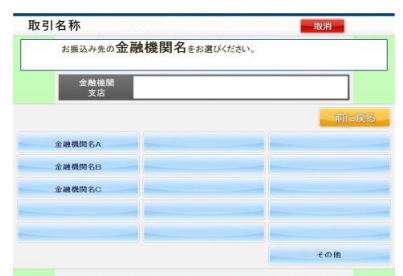 取引名称
取消
お振込み先の金融機関名をお選びください。
金融機関
支店
前に戻る
金融機関名A
金融機関名B
金融機関名C
その他